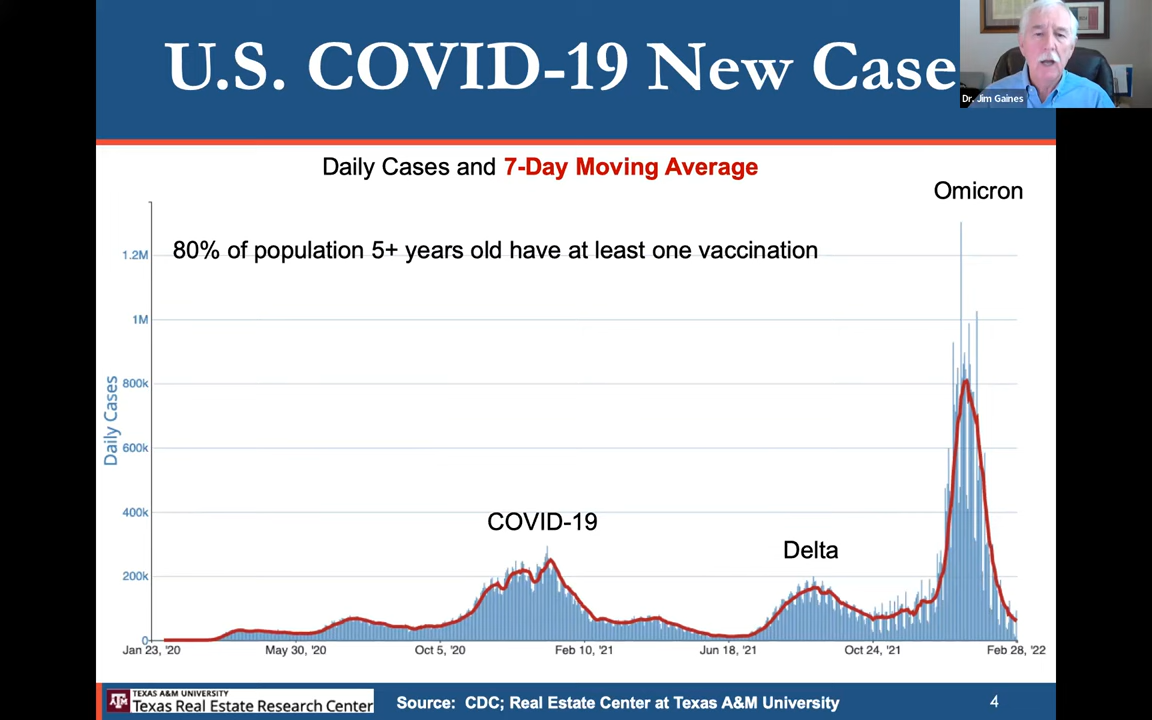 U.S. COVID-19 New Case
Dr. Jim Gaines
Daily Cases and 7-Day Moving Average
Omicron
80% of population 5+ years old have at least one vaccination
1.2M
1M
800k
600k
400k
200k
0
Daily Cases
COVID-19
Delta
Jan 23, '20
May 30, '20
Oct 5, '20
Feb 10, '21
Jun 18, '21
Oct 24, '21
Feb 28, '22
TEXAS A&M UNIVERSITY
Texas Real Estate Research Center
Source: CDC; Real Estate Center at Texas A&M University
4